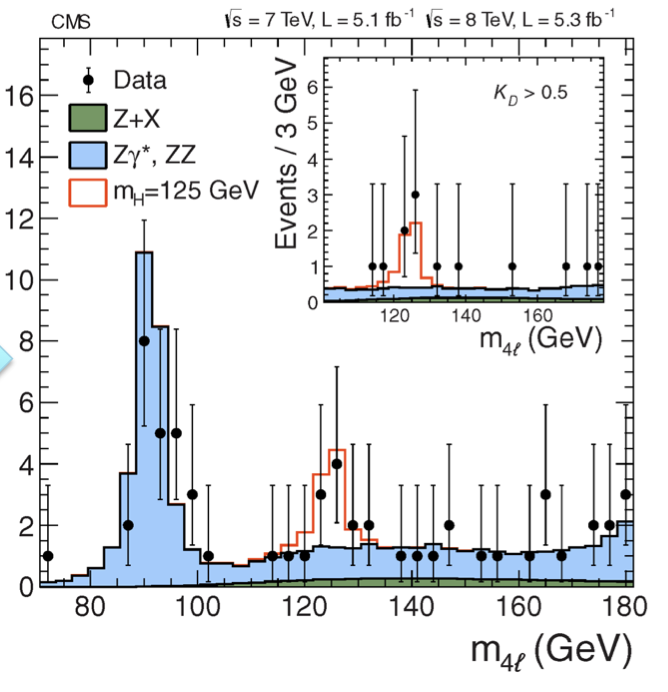 CMS √s = 7 TeV, L = 5.1 fb⁻¹ √s = 8 TeV, L = 5.3 fb⁻¹
Data
Z+X
Zγ*, ZZ
m_H=125 GeV
16
14
12
10
8
6
4
2
0
80 100 120 140 160 180
m_4ℓ (GeV)
Events / 3 GeV
K_D > 0.5
6
5
4
3
2
1
0
120 140 160
m_4ℓ (GeV)